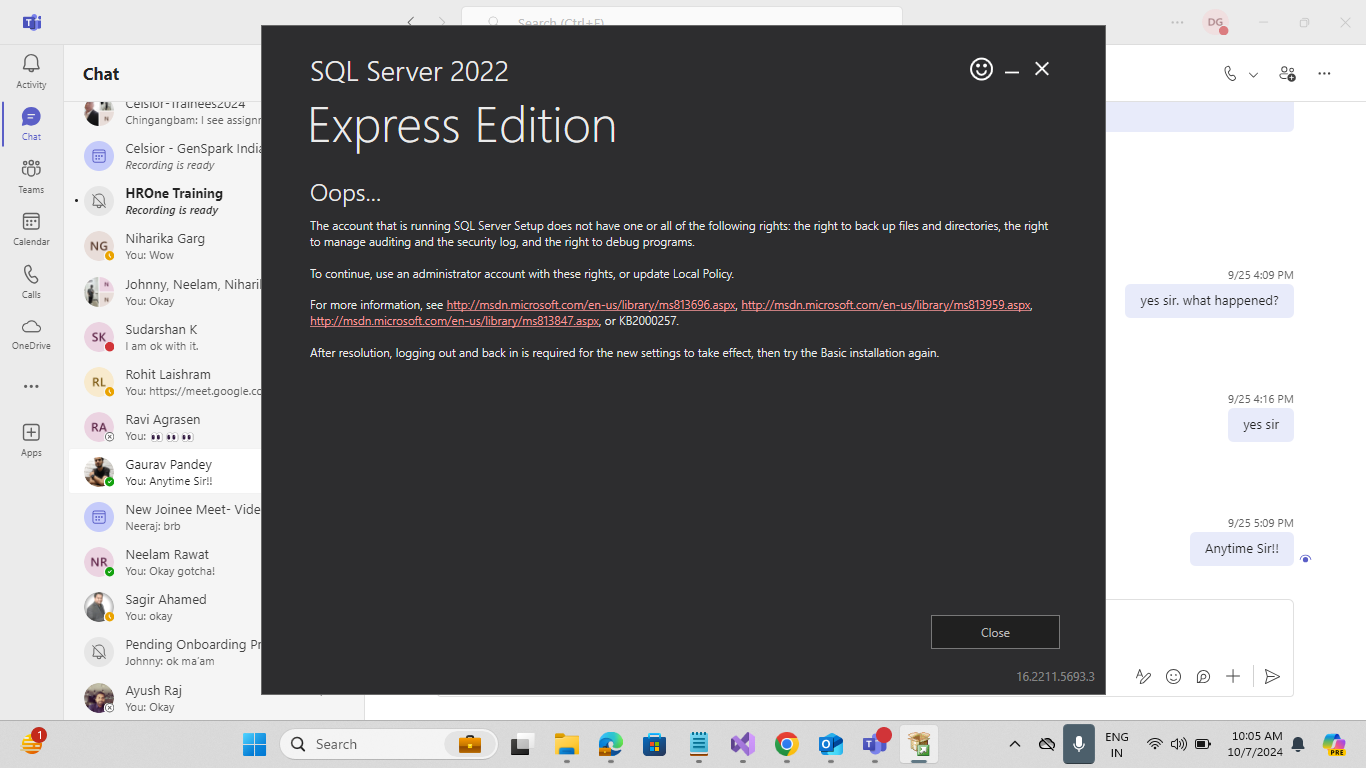 Search (Ctrl+F)
DG
Activity
Chat
Teams
Calendar
Calls
OneDrive
Apps
Chat
Celsior-Trainees2024
Chingangbam: I see assignm
Celsior - GenSpark India
Recording is ready
HROne Training
Recording is ready
NG
Niharika Garg
You: Wow
Johnny, Neelam, Niharik
You: Okay
SK
Sudarshan K
I am ok with it.
RL
Rohit Laishram
You: https://meet.google.co
RA
Ravi Agrasen
You: 👀 👀 👀
Gaurav Pandey
You: Anytime Sir!!
New Joinee Meet- Vide
Neeraj: brb
NR
Neelam Rawat
You: Okay gotcha!
Sagir Ahamed
You: okay
Pending Onboarding Pr
Johnny: ok ma'am
Ayush Raj
You: Okay
SQL Server 2022
Express Edition
Oops...
The account that is running SQL Server Setup does not have one or all of the following rights: the right to back up files and directories, the right
to manage auditing and the security log, and the right to debug programs.
To continue, use an administrator account with these rights, or update Local Policy.
For more information, see http://msdn.microsoft.com/en-us/library/ms813696.aspx, http://msdn.microsoft.com/en-us/library/ms813959.aspx,
http://msdn.microsoft.com/en-us/library/ms813847.aspx, or KB2000257.
After resolution, logging out and back in is required for the new settings to take effect, then try the Basic installation again.
Close
16.2211.5693.3
9/25 4:09 PM
yes sir. what happened?
9/25 4:16 PM
yes sir
9/25 5:09 PM
Anytime Sir!!
1
Search
ENG
IN
10:05 AM
10/7/2024
PRE